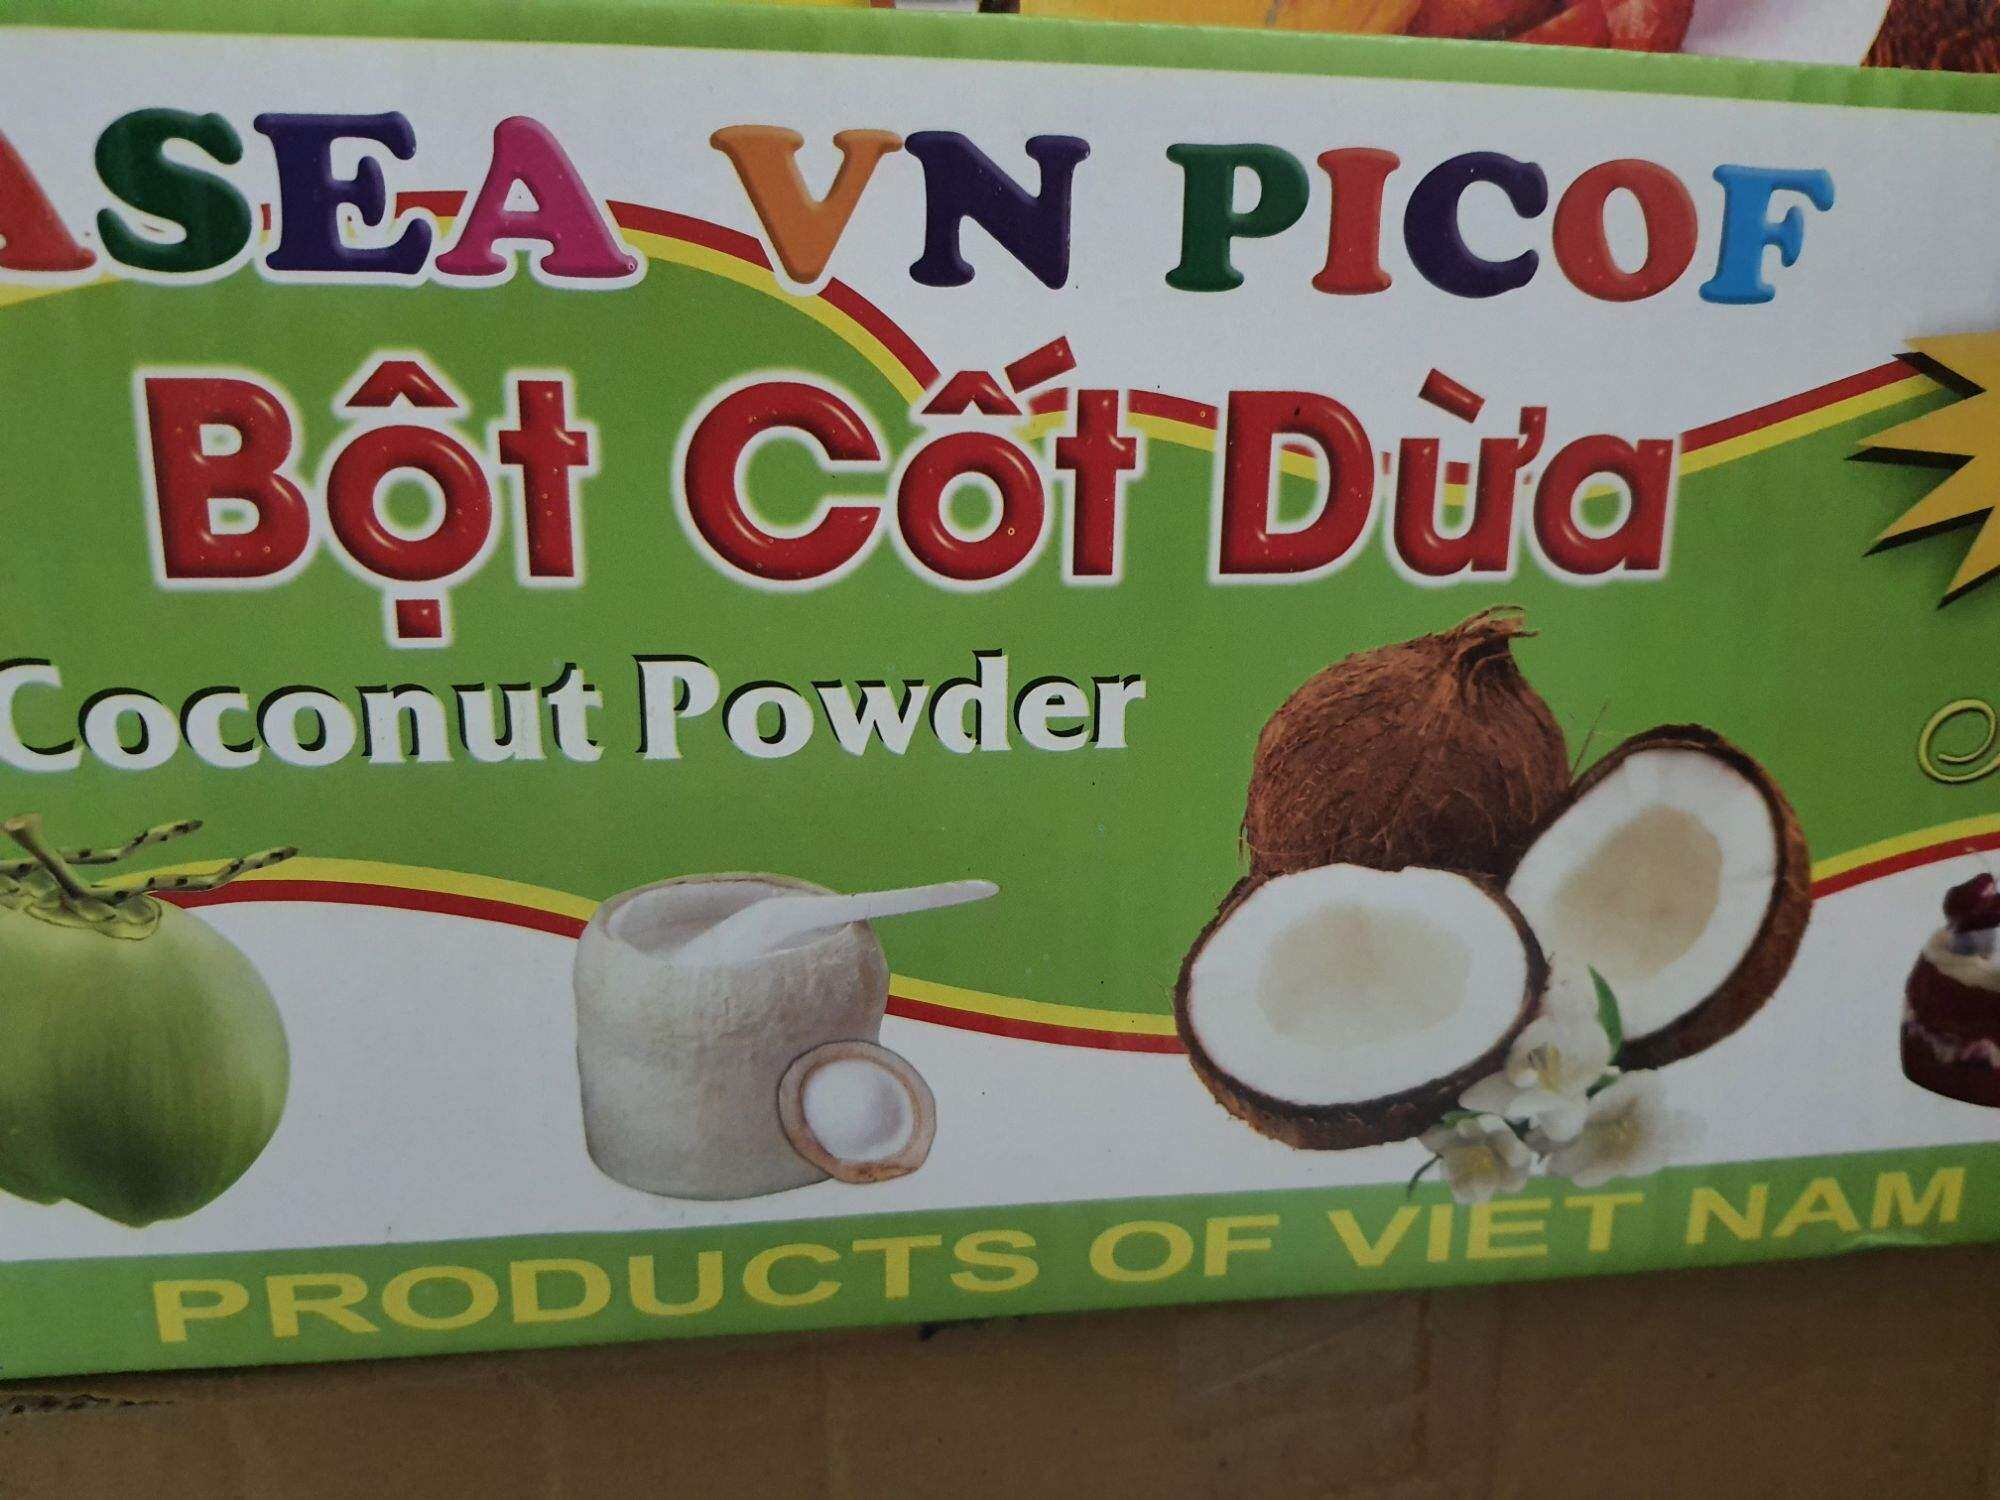 ASEA VN PICOF
Bột Cốt Dừa
Coconut Powder
PRODUCTS OF VIET NAM